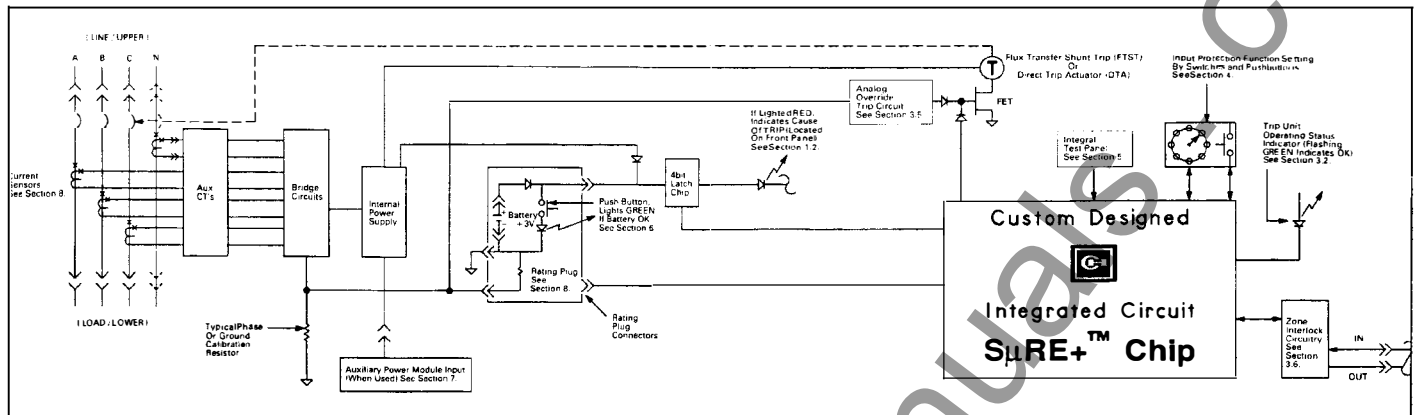 ( LINE / UPPER )
A B C N
Current
Sensors
See Section 8.
Aux
CT's
Bridge
Circuits
( LOAD / LOWER )
Typical Phase
Or Ground
Calibration
Resistor
Internal
Power
Supply
Auxiliary Power Module Input
(When Used) See Section 7.
Battery
+3V
+
−
Push Button,
Lights GREEN
If Battery OK
See Section 6
Rating Plug
See
Section 8.
Rating
Plug
Connectors
4bit
Latch
Chip
If Lighted RED,
Indicates Cause
Of TRIP (Located
On Front Panel)
See Section 1.2.
Analog
Override
Trip Circuit
See Section 3.5
T
Flux Transfer Shunt Trip (FTST)
Or
Direct Trip Actuator (DTA)
FET
Integral
Test Panel
See Section 5
Input Protection Function Setting
By Switches and Pushbuttons
See Section 4.
Trip Unit
Operating Status
Indicator (Flashing
GREEN Indicates OK)
See Section 3.2.
Custom Designed
Integrated Circuit
SμRE+™ Chip
Zone
Interlock
Circuitry
See
Section
3.6.
IN
OUT